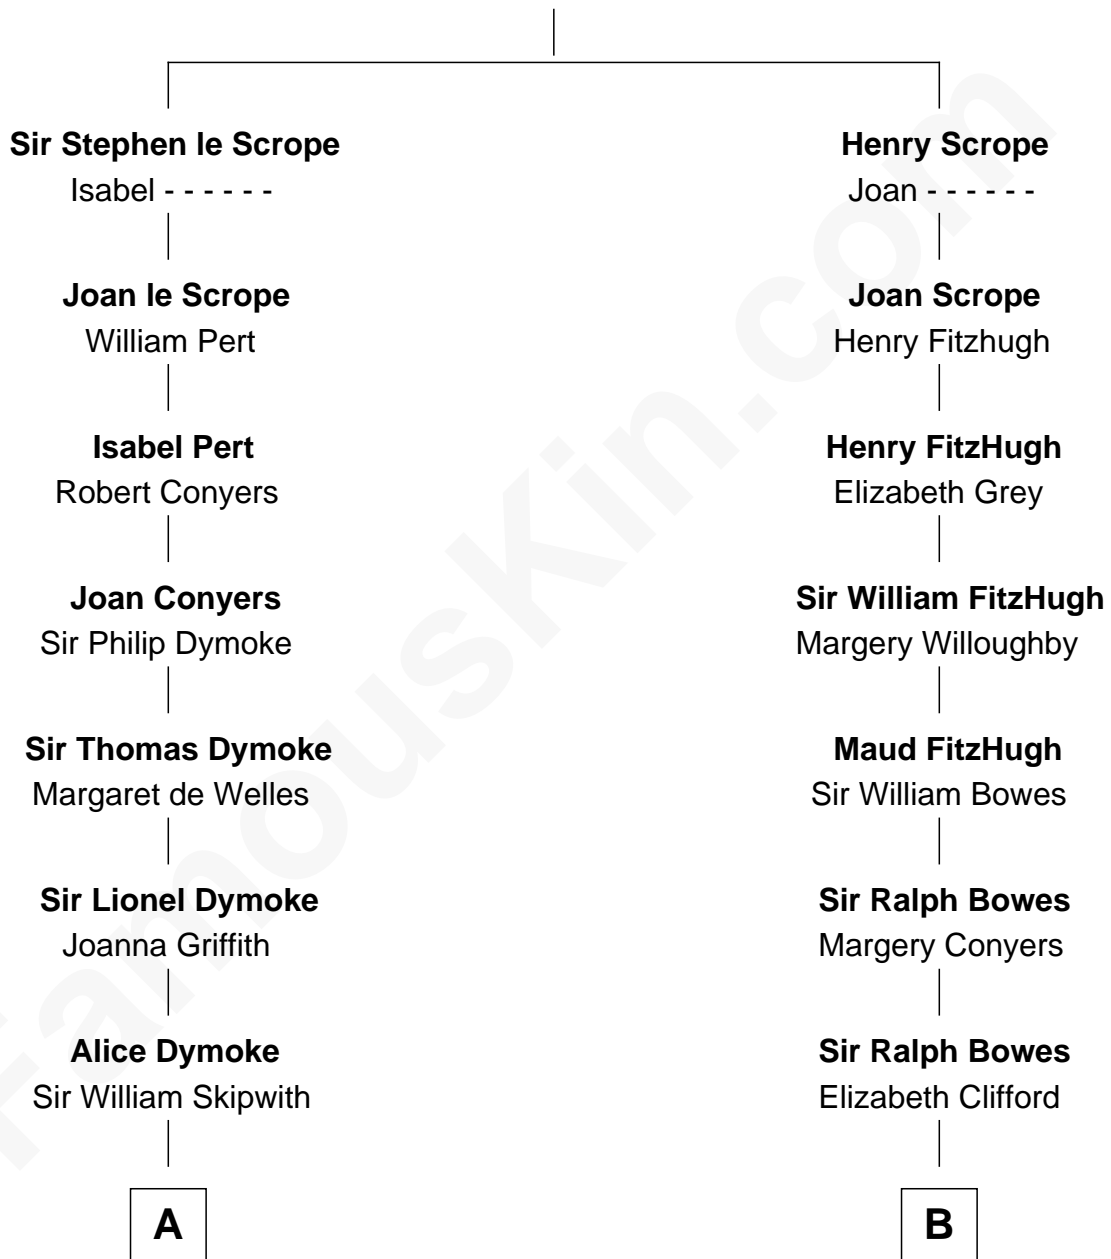 Sir Stephen le Scrope
Isabel - - - - - -
Joan le Scrope
William Pert
Isabel Pert
Robert Conyers
Joan Conyers
Sir Philip Dymoke
Sir Thomas Dymoke
Margaret de Welles
Sir Lionel Dymoke
Joanna Griffith
Alice Dymoke
Sir William Skipwith
A
Henry Scrope
Joan - - - - - -
Joan Scrope
Henry Fitzhugh
Henry FitzHugh
Elizabeth Grey
Sir William FitzHugh
Margery Willoughby
Maud FitzHugh
Sir William Bowes
Sir Ralph Bowes
Margery Conyers
Sir Ralph Bowes
Elizabeth Clifford
B
FamousKin.com